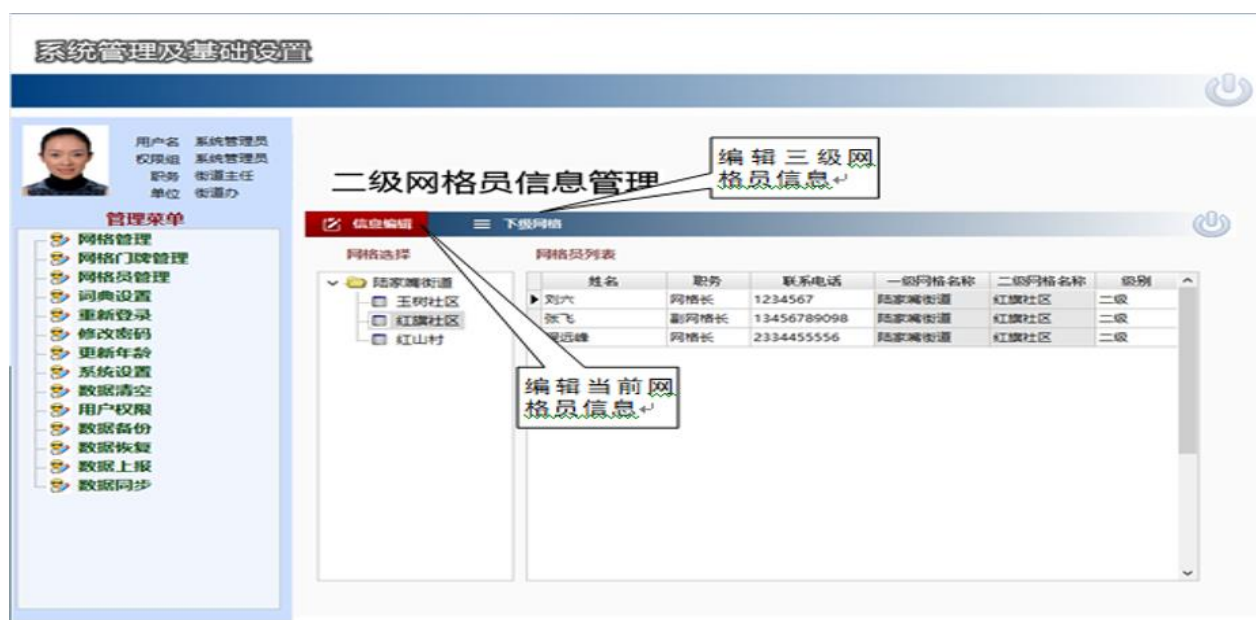 系统管理及基础设置
用户名 系统管理员
权限组 系统管理员
职务 街道主任
单位 街道办
管理菜单
网格管理
网格门牌管理
网格员管理
词典设置
重新登录
修改密码
更新年龄
系统设置
数据清空
用户权限
数据备份
数据恢复
数据上报
数据同步
二级网格员信息管理
编辑三级网
格员信息
信息编辑 下级网格
网格选择 网格员列表
陆家嘴街道
玉树社区
红旗社区
红山村
姓名 职务 联系电话 一级网格名称 二级网格名称 级别
刘六 网格长 1234567 陆家嘴街道 红旗社区 二级
张飞 副网格长 13456789098 陆家嘴街道 红旗社区 二级
远峰 网格长 2334455556 陆家嘴街道 红旗社区 二级
编辑当前网
格员信息